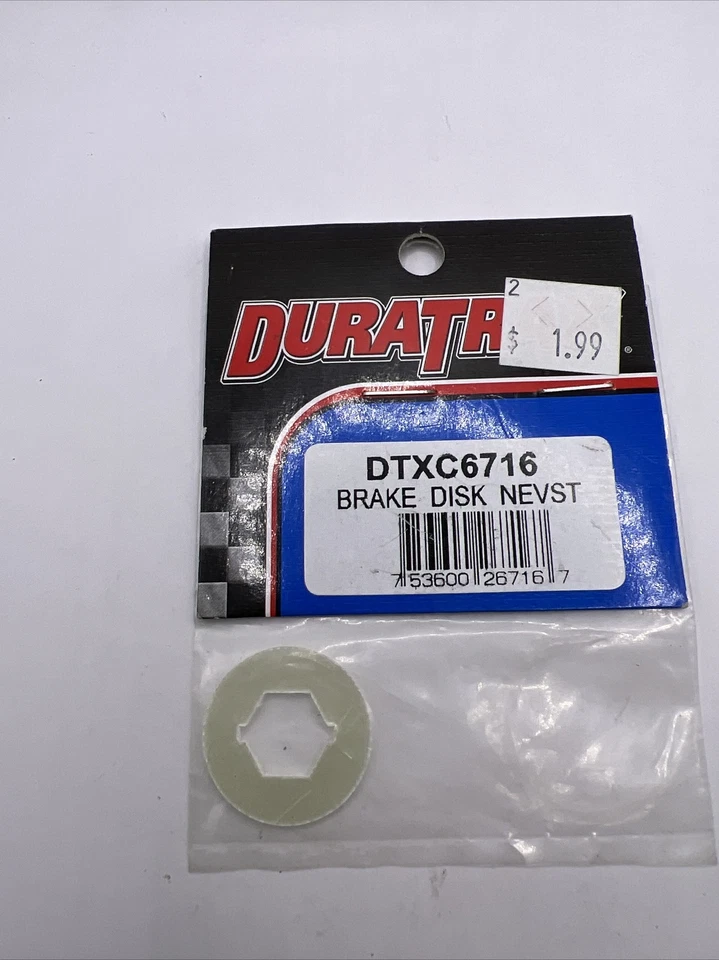 2
$ 1.99
DURATR
®
DTXC6716
BRAKE DISK NEVST
7 53600 26716 7